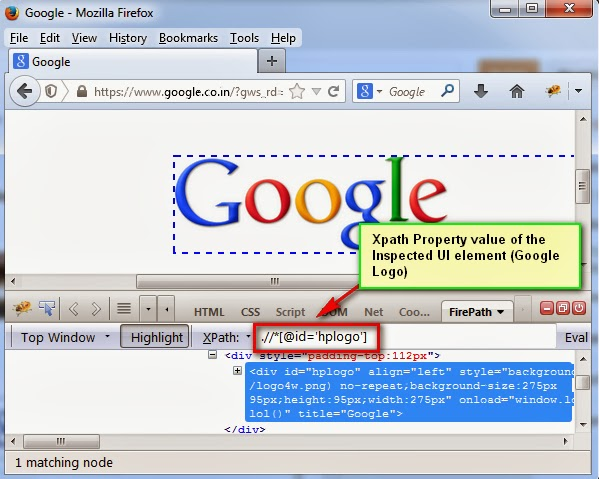 Google - Mozilla Firefox
File Edit View History Bookmarks Tools Help
Google
https://www.google.co.in/?gws_rd=
Google
Google
Xpath Property value of the
Inspected UI element (Google
Logo)
HTML CSS Script DOM Net Coo... FirePath
Top Window Highlight XPath: .//*[@id='hplogo'] Eval
<div style="padding-top:112px">
<div id="hplogo" align="left" style="background
/logo4w.png) no-repeat;background-size:275px
95px;height:95px;width:275px" onload="window.lo
lol()" title="Google">
</div>
1 matching node